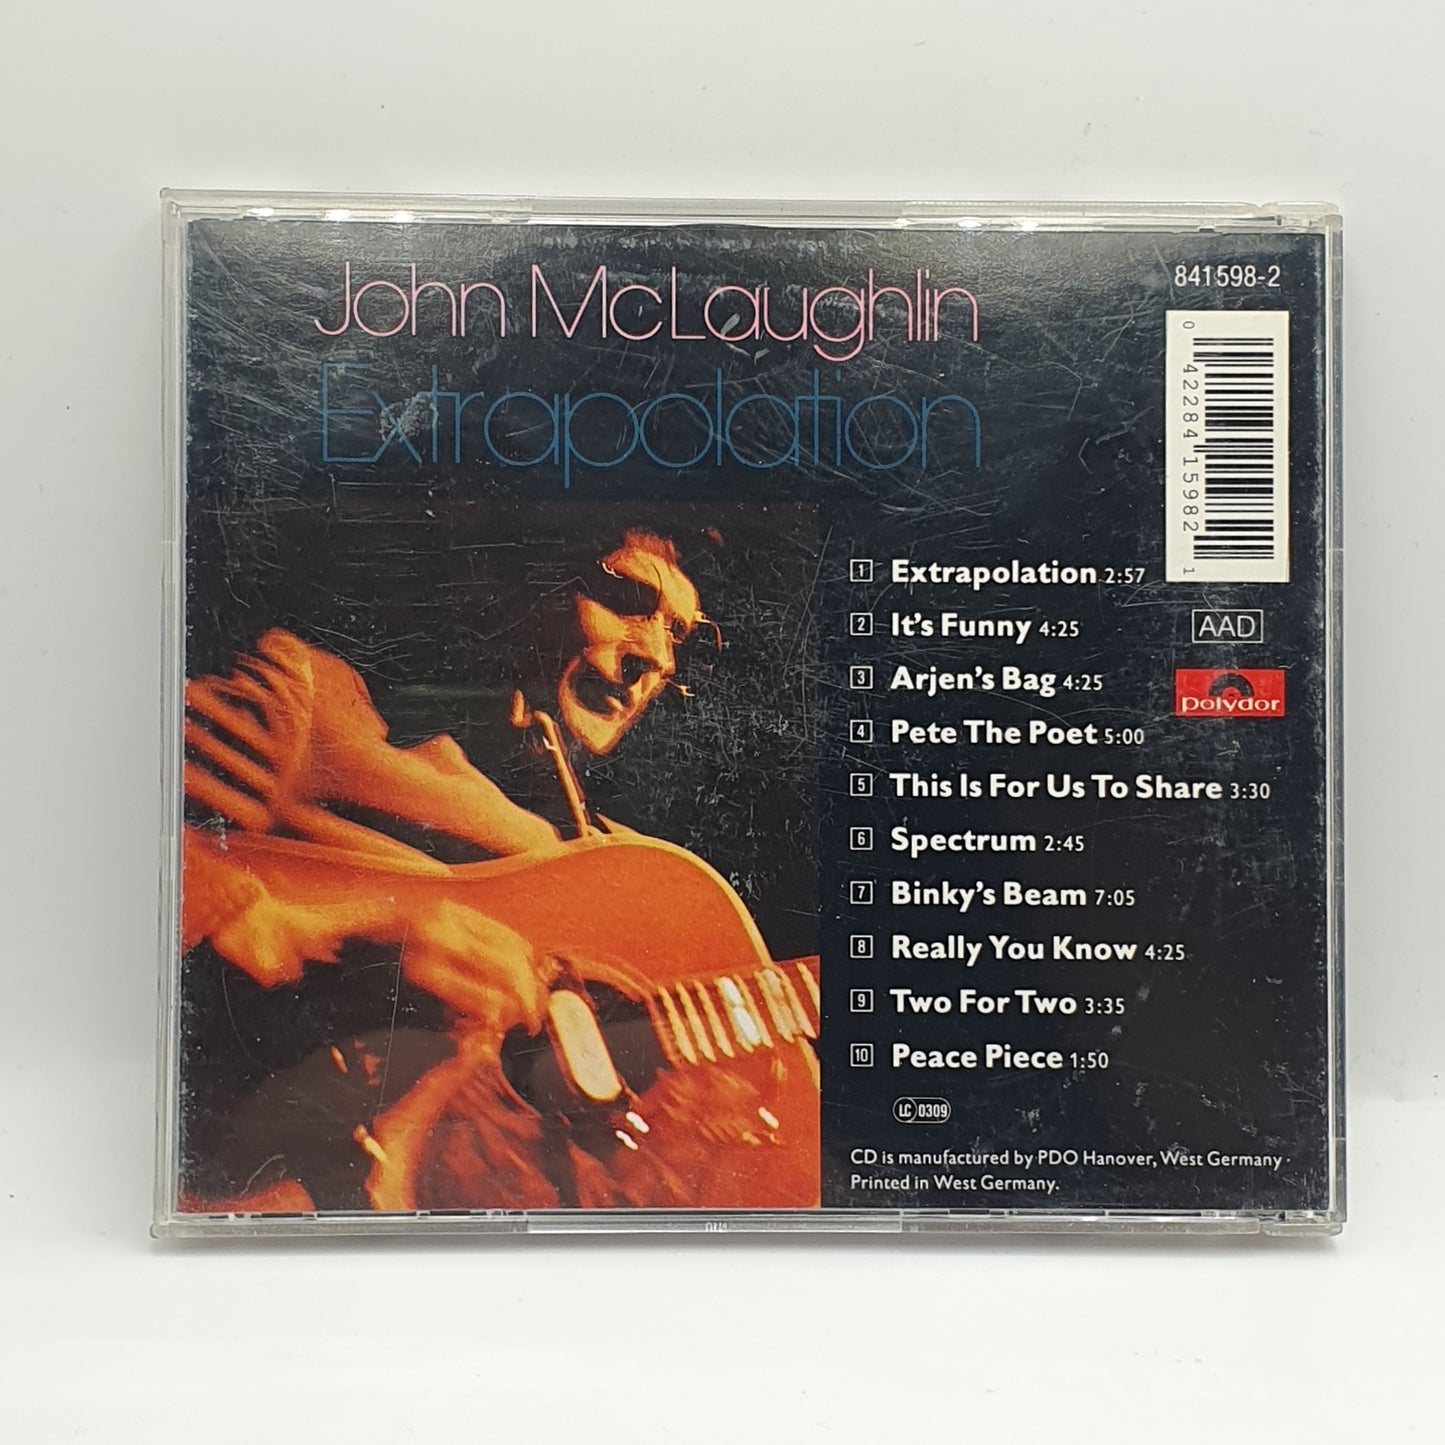 John McLaughlin
Extrapolation
841598-2
0 42284 15982 1
AAD
polydor
1 Extrapolation 2:57
2 It's Funny 4:25
3 Arjen's Bag 4:25
4 Pete The Poet 5:00
5 This Is For Us To Share 3:30
6 Spectrum 2:45
7 Binky's Beam 7:05
8 Really You Know 4:25
9 Two For Two 3:35
10 Peace Piece 1:50
LC 0309
CD is manufactured by PDO Hanover, West Germany ·
Printed in West Germany.